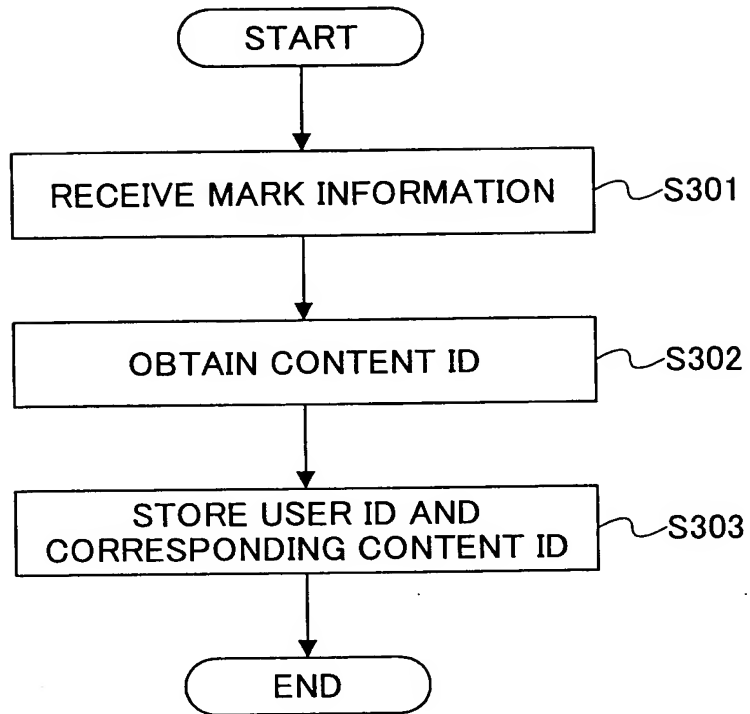 START
RECEIVE MARK INFORMATION
S301
OBTAIN CONTENT ID
S302
STORE USER ID AND
CORRESPONDING CONTENT ID
S303
END